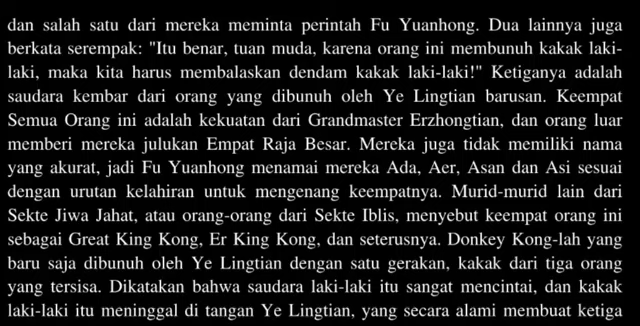 dan salah satu dari mereka meminta perintah Fu Yuanhong. Dua lainnya juga
berkata serempak: "Itu benar, tuan muda, karena orang ini membunuh kakak laki-
laki, maka kita harus membalaskan dendam kakak laki-laki!" Ketiganya adalah
saudara kembar dari orang yang dibunuh oleh Ye Lingtian barusan. Keempat
Semua Orang ini adalah kekuatan dari Grandmaster Erzhongtian, dan orang luar
memberi mereka julukan Empat Raja Besar. Mereka juga tidak memiliki nama
yang akurat, jadi Fu Yuanhong menamai mereka Ada, Aer, Asan dan Asi sesuai
dengan urutan kelahiran untuk mengenang keempatnya. Murid-murid lain dari
Sekte Jiwa Jahat, atau orang-orang dari Sekte Iblis, menyebut keempat orang ini
sebagai Great King Kong, Er King Kong, dan seterusnya. Donkey Kong-lah yang
baru saja dibunuh oleh Ye Lingtian dengan satu gerakan, kakak dari tiga orang
yang tersisa. Dikatakan bahwa saudara laki-laki itu sangat mencintai, dan kakak
laki-laki itu meninggal di tangan Ye Lingtian, yang secara alami membuat ketiga